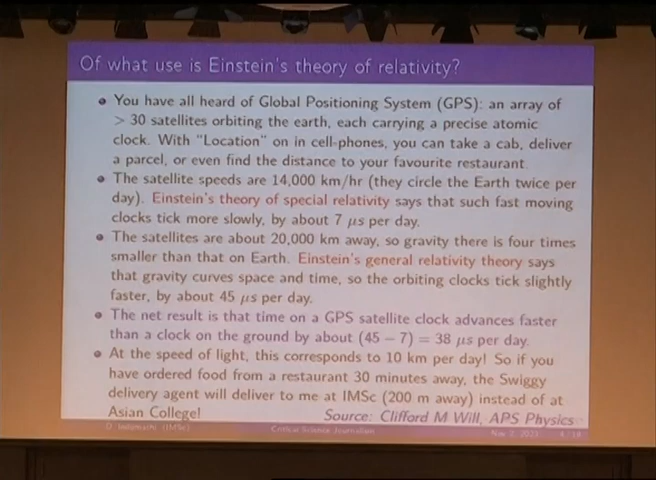 Of what use is Einstein's theory of relativity?
You have all heard of Global Positioning System (GPS): an array of
> 30 satellites orbiting the earth, each carrying a precise atomic
clock. With "Location" on in cell-phones, you can take a cab, deliver
a parcel, or even find the distance to your favourite restaurant.
The satellite speeds are 14,000 km/hr (they circle the Earth twice per
day). Einstein's theory of special relativity says that such fast moving
clocks tick more slowly, by about 7 μs per day.
The satellites are about 20,000 km away, so gravity there is four times
smaller than that on Earth. Einstein's general relativity theory says
that gravity curves space and time, so the orbiting clocks tick slightly
faster, by about 45 μs per day.
The net result is that time on a GPS satellite clock advances faster
than a clock on the ground by about (45 − 7) = 38 μs per day.
At the speed of light, this corresponds to 10 km per day! So if you
have ordered food from a restaurant 30 minutes away, the Swiggy
delivery agent will deliver to me at IMSc (200 m away) instead of at
Asian College!
Source: Clifford M Will, APS Physics
D. Indumathi (IMSc)
Critical Science Journalism
Nov 2, 2023